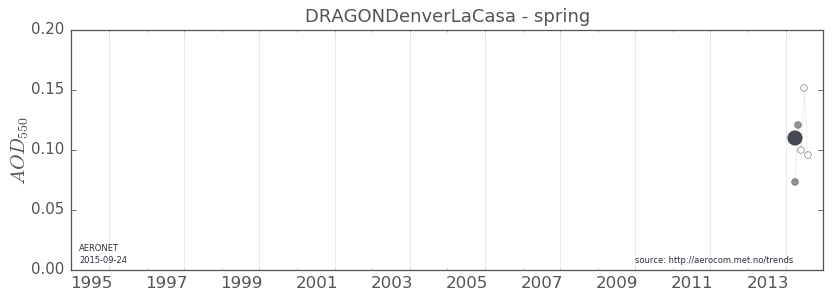 DRAGONDenverLaCasa - spring
0.20
0.15
0.10
0.05
0.00
AOD550
AERONET
2015-09-24
source: http://aerocom.met.no/trends
1995 1997 1999 2001 2003 2005 2007 2009 2011 2013